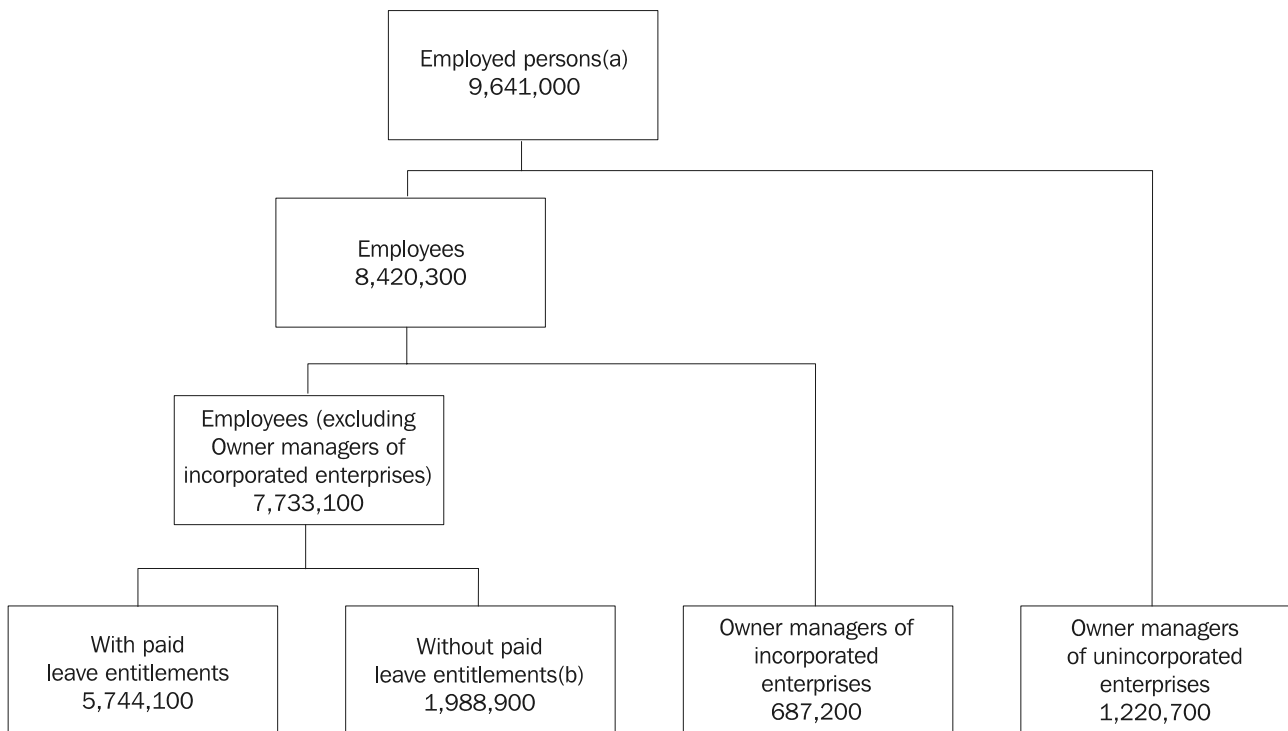 Employed persons(a)
9,641,000
Employees
8,420,300
Employees (excluding
Owner managers of
incorporated enterprises)
7,733,100
With paid
leave entitlements
5,744,100
Without paid
leave entitlements(b)
1,988,900
Owner managers of
incorporated
enterprises
687,200
Owner managers
of unincorporated
enterprises
1,220,700